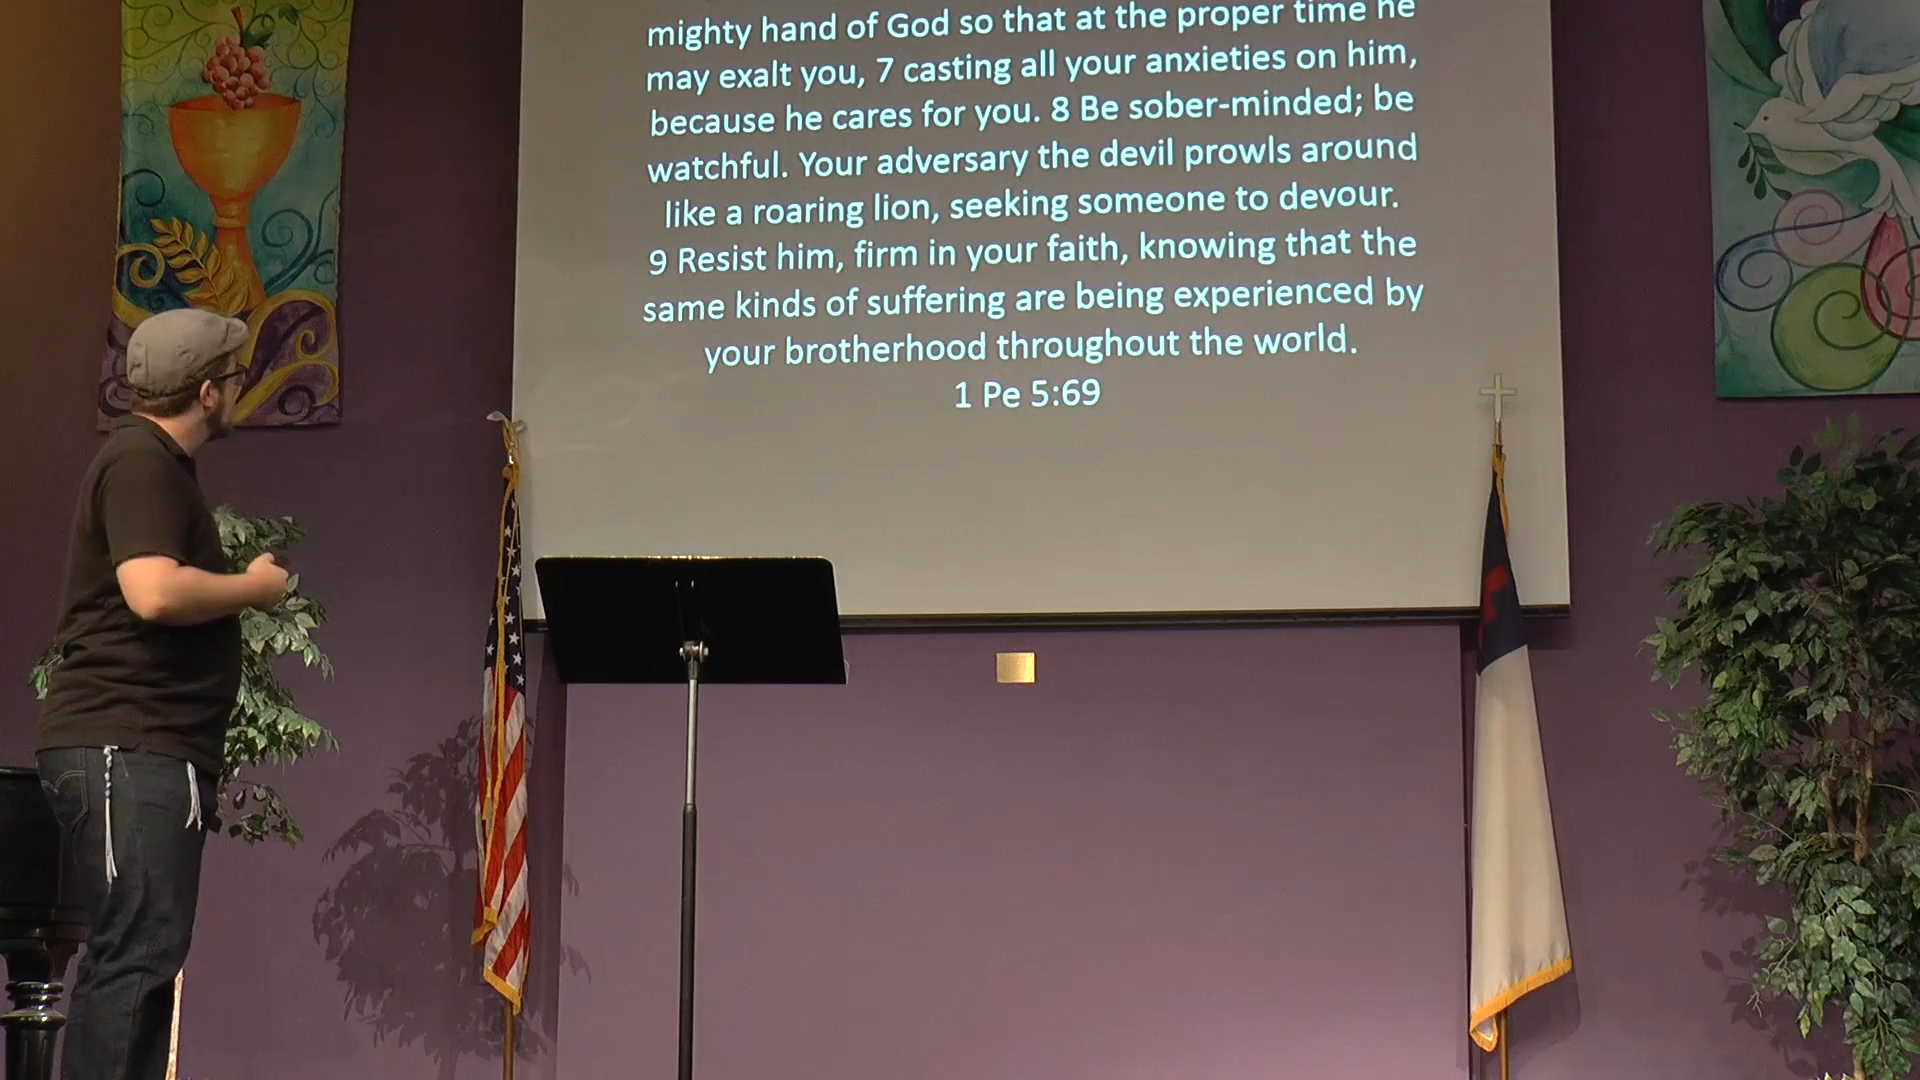 mighty hand of God so that at the proper time he
may exalt you, 7 casting all your anxieties on him,
because he cares for you. 8 Be sober-minded; be
watchful. Your adversary the devil prowls around
like a roaring lion, seeking someone to devour.
9 Resist him, firm in your faith, knowing that the
same kinds of suffering are being experienced by
your brotherhood throughout the world.
1 Pe 5:69